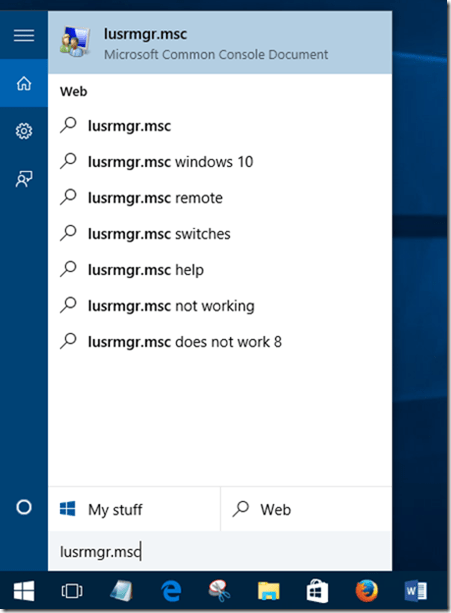 lusrmgr.msc
Microsoft Common Console Document
Web
lusrmgr.msc
lusrmgr.msc windows 10
lusrmgr.msc remote
lusrmgr.msc switches
lusrmgr.msc help
lusrmgr.msc not working
lusrmgr.msc does not work 8
My stuff
Web
lusrmgr.msc